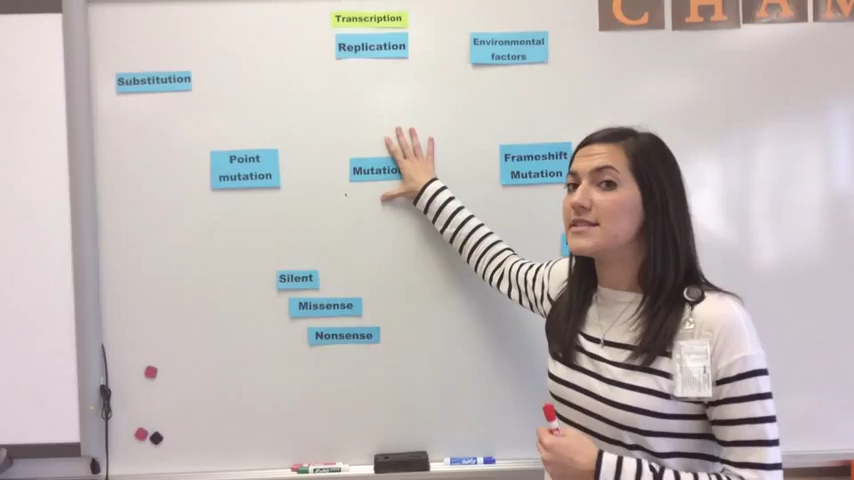 CHAM
Transcription
Replication
Environmental
factors
Substitution
Point
mutation
Mutation
Frameshift
Mutation
Silent
Missense
Nonsense